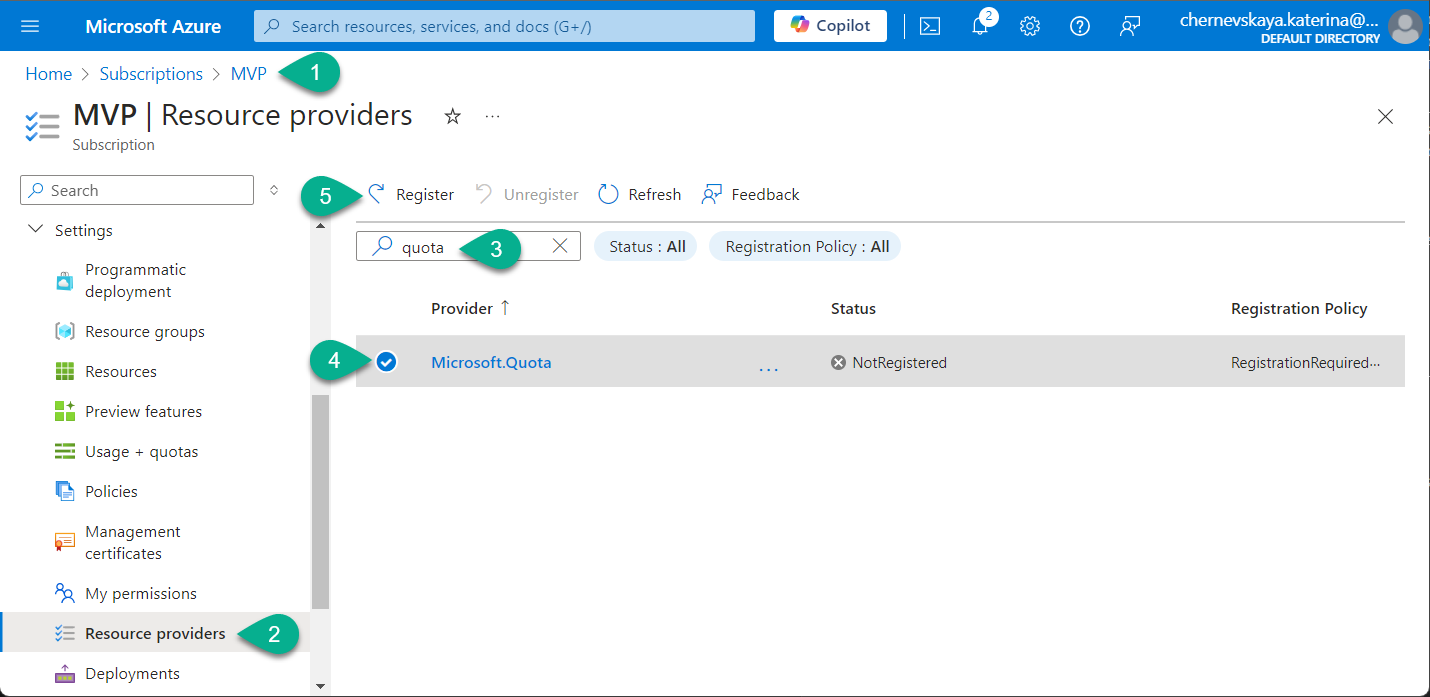 Microsoft Azure
Search resources, services, and docs (G+/)
Copilot
2
chernevskaya.katerina@...
DEFAULT DIRECTORY
Home > Subscriptions > MVP
1
MVP | Resource providers
...
Subscription
Search
5
Register
Unregister
Refresh
Feedback
Settings
quota
3
Status : All
Registration Policy : All
Programmatic
deployment
Provider ↑
Status
Registration Policy
Resource groups
4
Microsoft.Quota
...
NotRegistered
RegistrationRequired...
Resources
Preview features
Usage + quotas
Policies
Management
certificates
My permissions
Resource providers
2
Deployments